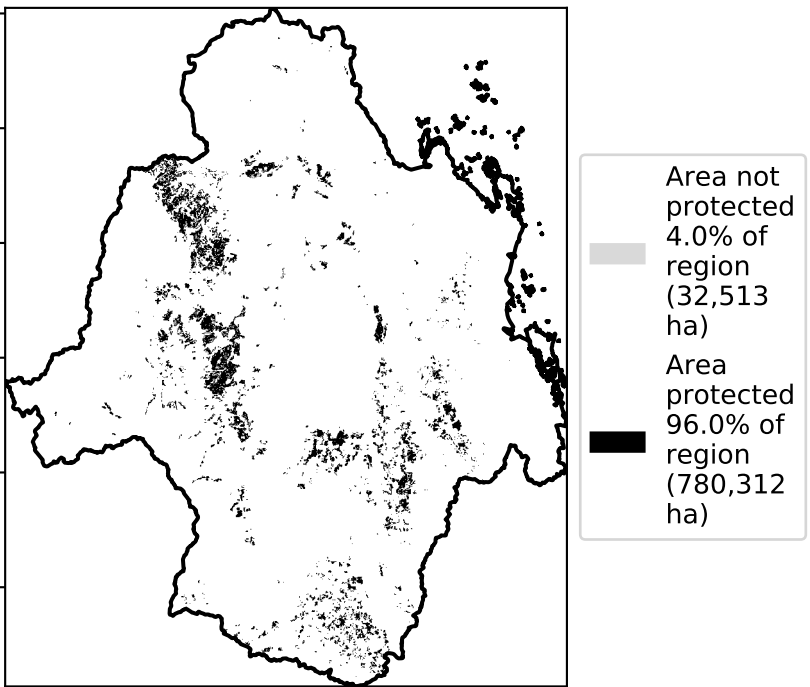 Area not
protected
4.0% of
region
(32,513
ha)
Area
protected
96.0% of
region
(780,312
ha)